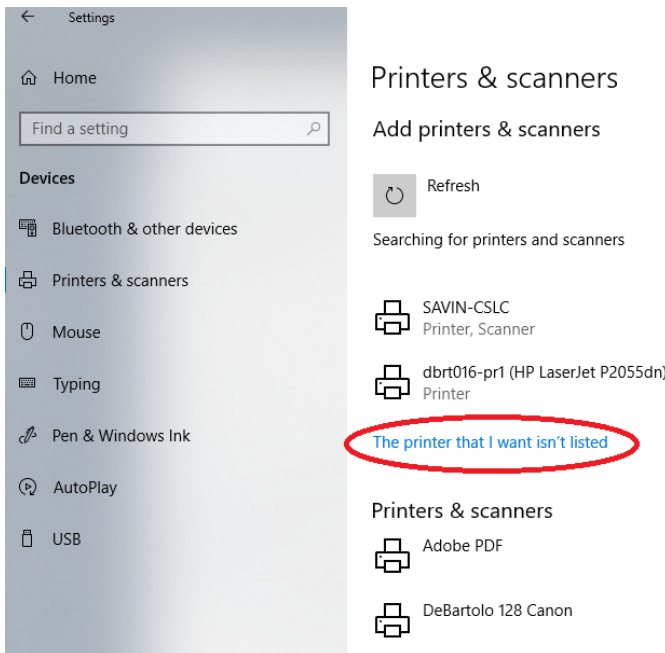 Settings
Home
Find a setting
Devices
Bluetooth & other devices
Printers & scanners
Mouse
Typing
Pen & Windows Ink
AutoPlay
USB
Printers & scanners
Add printers & scanners
Refresh
Searching for printers and scanners
SAVIN-CSLC
Printer, Scanner
dbrt016-pr1 (HP LaserJet P2055dn)
Printer
The printer that I want isn't listed
Printers & scanners
Adobe PDF
DeBartolo 128 Canon